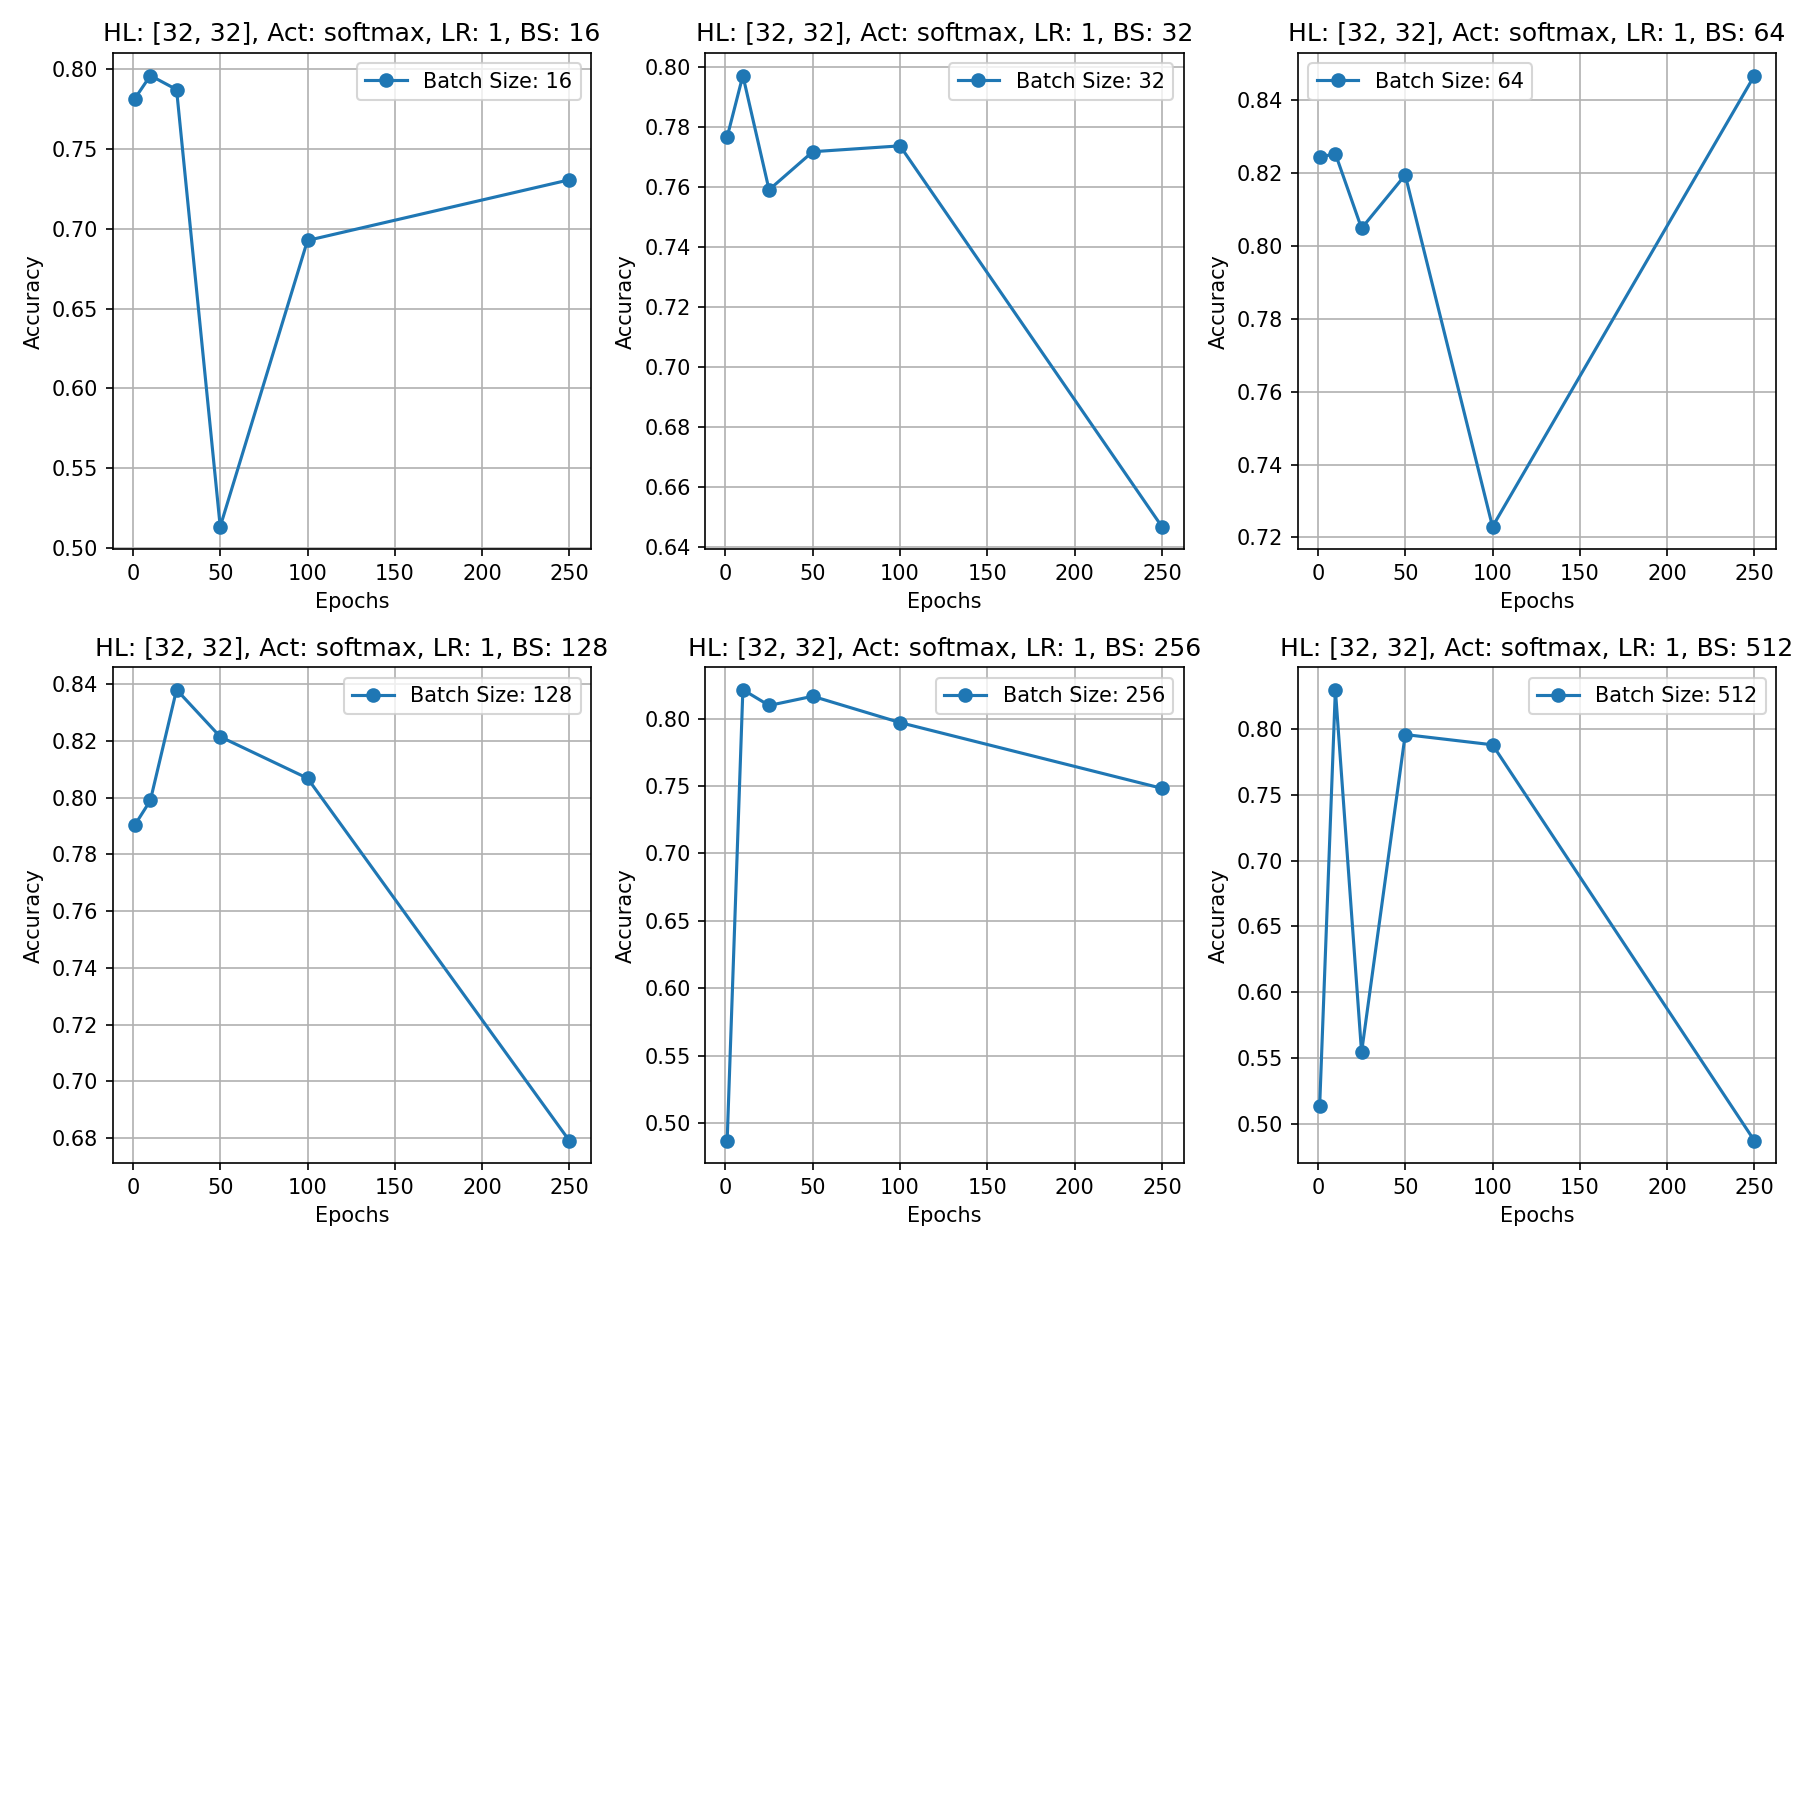 HL: [32, 32], Act: softmax, LR: 1, BS: 16
Batch Size: 16
Accuracy
0.80
0.75
0.70
0.65
0.60
0.55
0.50
0 50 100 150 200 250
Epochs
HL: [32, 32], Act: softmax, LR: 1, BS: 32
Batch Size: 32
Accuracy
0.80
0.78
0.76
0.74
0.72
0.70
0.68
0.66
0.64
0 50 100 150 200 250
Epochs
HL: [32, 32], Act: softmax, LR: 1, BS: 64
Batch Size: 64
Accuracy
0.84
0.82
0.80
0.78
0.76
0.74
0.72
0 50 100 150 200 250
Epochs
HL: [32, 32], Act: softmax, LR: 1, BS: 128
Batch Size: 128
Accuracy
0.84
0.82
0.80
0.78
0.76
0.74
0.72
0.70
0.68
0 50 100 150 200 250
Epochs
HL: [32, 32], Act: softmax, LR: 1, BS: 256
Batch Size: 256
Accuracy
0.80
0.75
0.70
0.65
0.60
0.55
0.50
0 50 100 150 200 250
Epochs
HL: [32, 32], Act: softmax, LR: 1, BS: 512
Batch Size: 512
Accuracy
0.80
0.75
0.70
0.65
0.60
0.55
0.50
0 50 100 150 200 250
Epochs